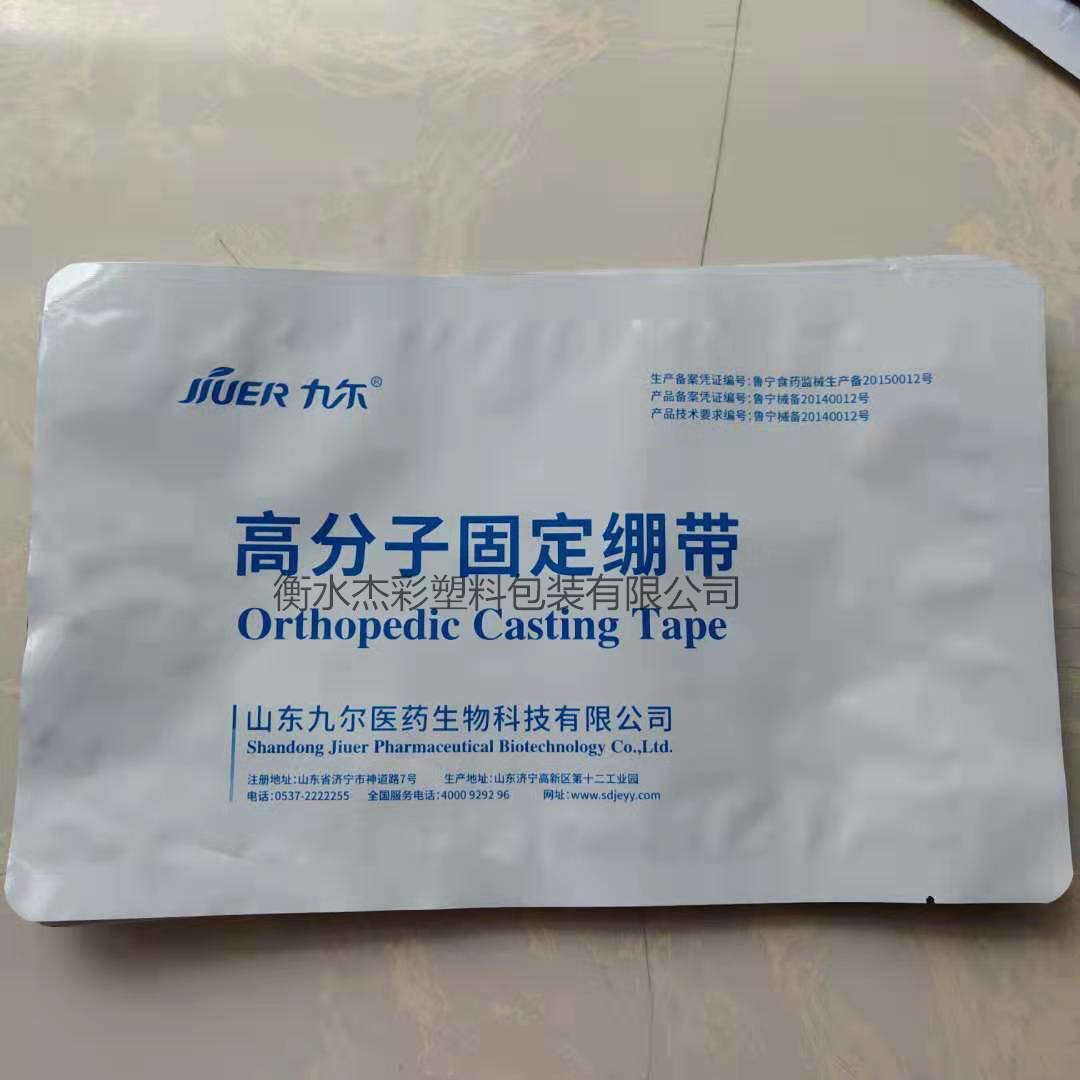 JIUER 九尔®
生产备案凭证编号:鲁宁食药监械生产备20150012号
产品备案凭证编号:鲁宁械备20140012号
产品技术要求编号:鲁宁械备20140012号
高分子固定绷带
衡水杰彩塑料包装有限公司
Orthopedic Casting Tape
山东九尔医药生物科技有限公司
Shandong Jiuer Pharmaceutical Biotechnology Co.,Ltd.
注册地址:山东省济宁市神道路7号 生产地址:山东济宁高新区第十二工业园
电话:0537-2222255 全国服务电话:4000 9292 96 网址:www.sdjeyy.com